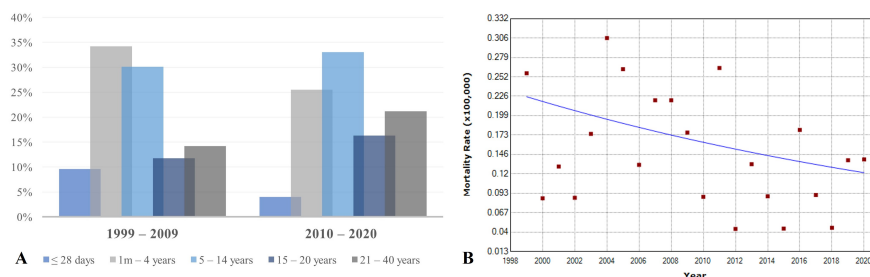 40%
35%
30%
25%
20%
15%
10%
5%
0%
1999 – 2009
2010 – 2020
A
≤ 28 days
1m – 4 years
5 – 14 years
15 – 20 years
21 – 40 years
Mortality Rate (x100,000)
0.332
0.306
0.279
0.252
0.226
0.199
0.173
0.146
0.12
0.093
0.067
0.04
0.013
1998 2000 2002 2004 2006 2008 2010 2012 2014 2016 2018 2020
B
Year